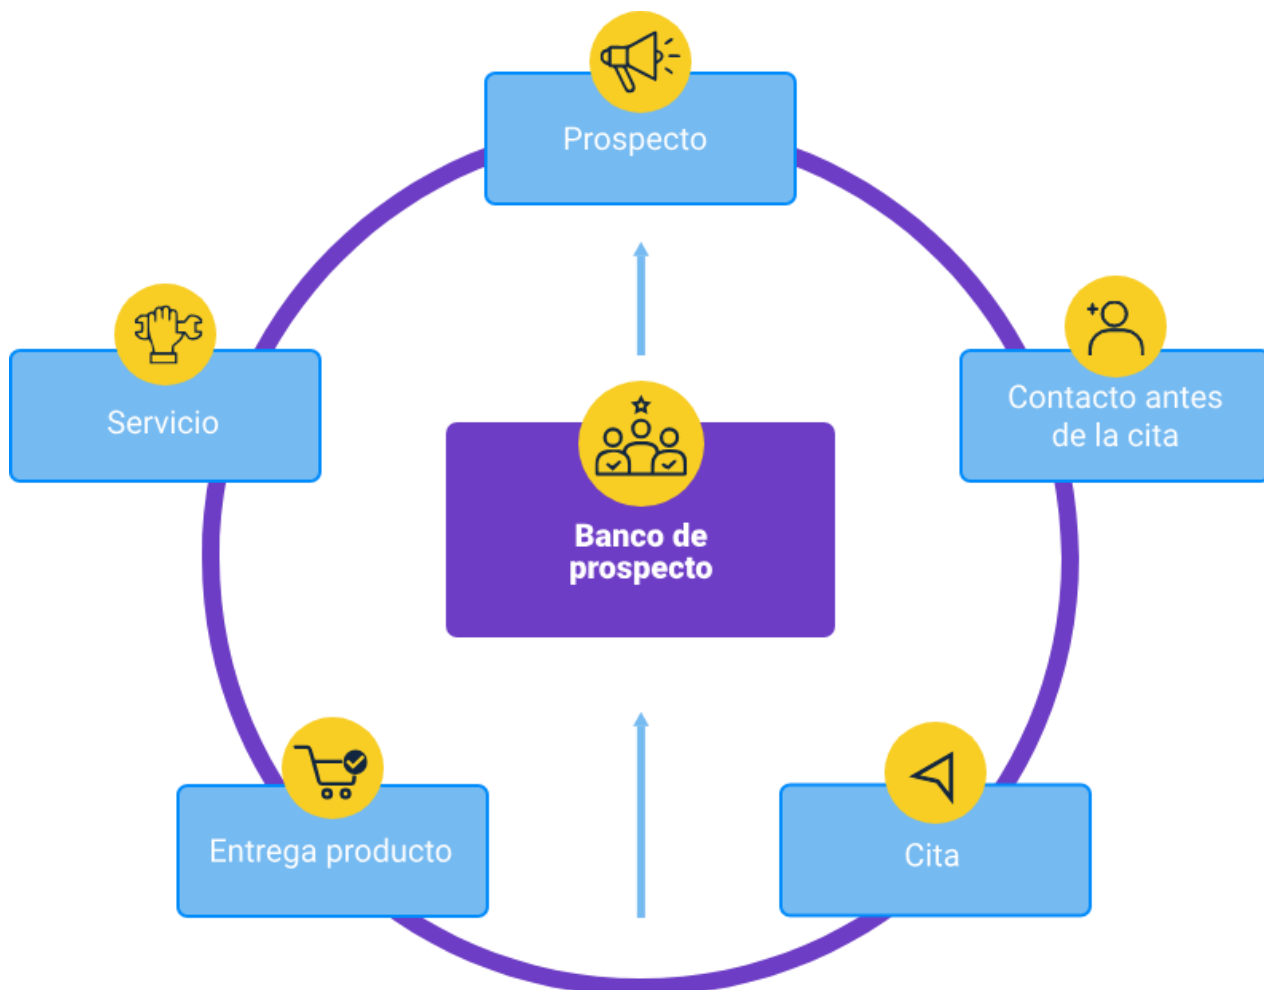 Prospecto
Contacto antes
de la cita
Servicio
Banco de
prospecto
Entrega producto
Cita